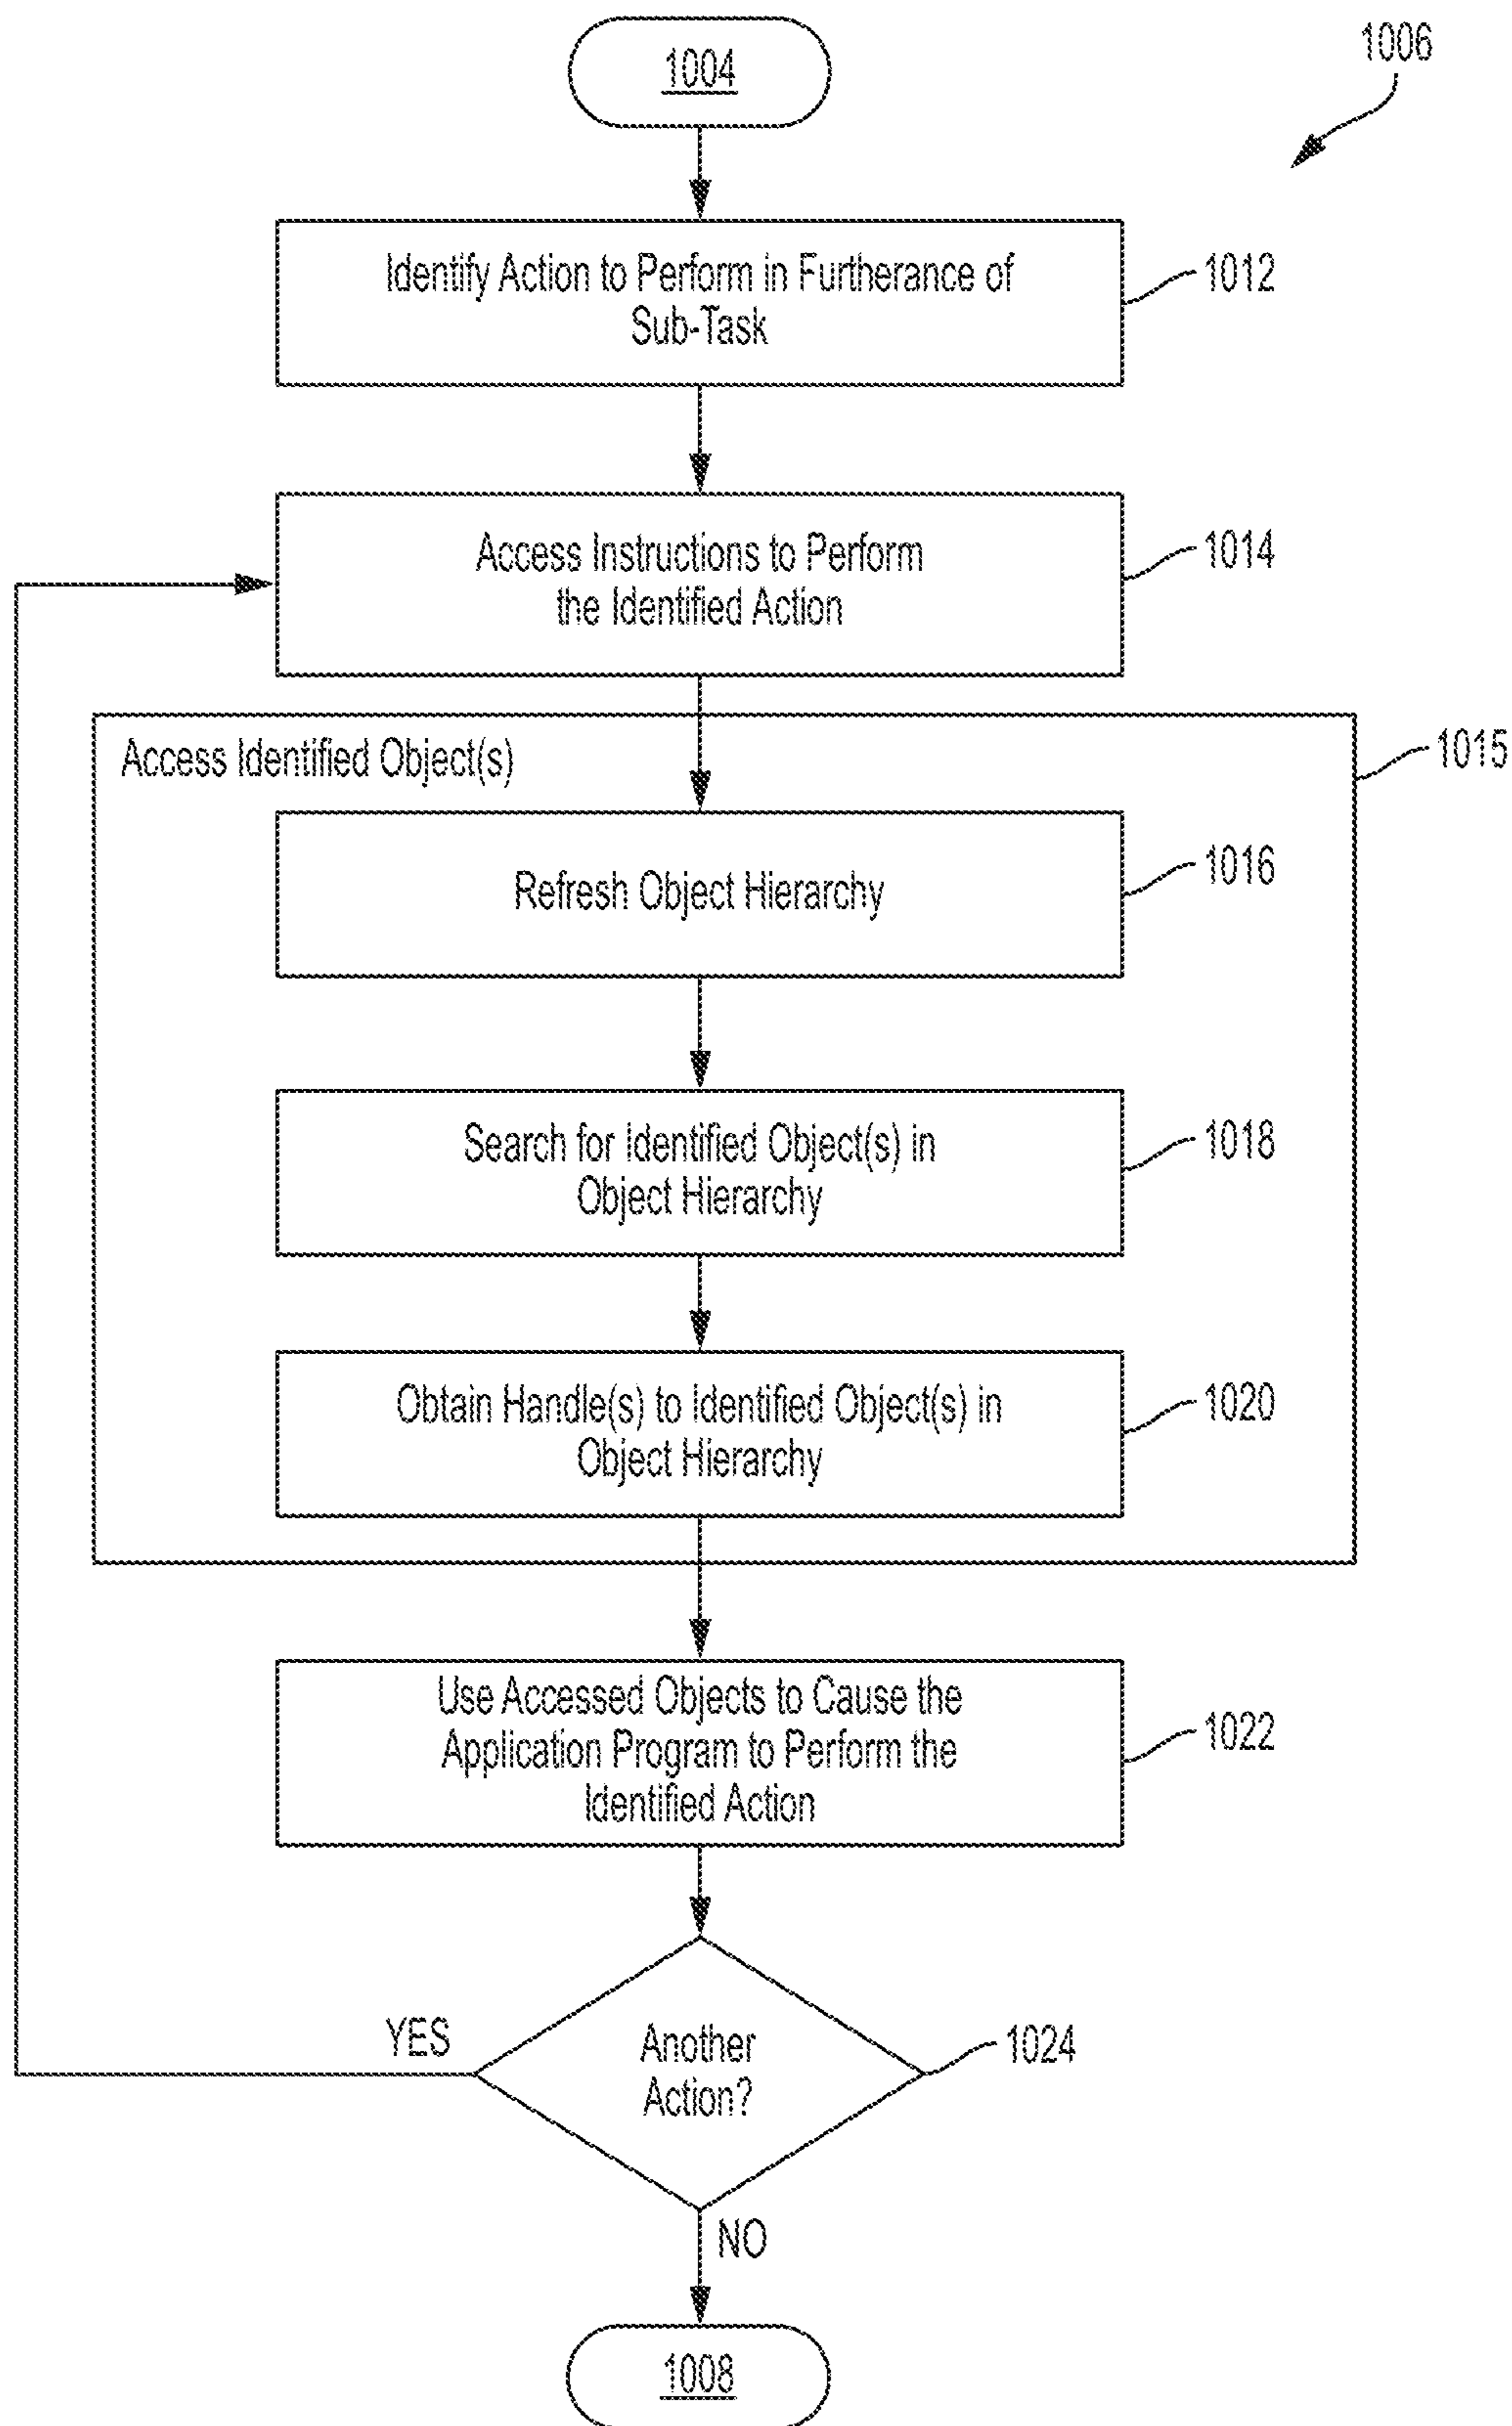 1004
1006
Identify Action to Perform in Furtherance of
Sub-Task
1012
Access Instructions to Perform
the Identified Action
1014
Access Identified Object(s)
1015
Refresh Object Hierarchy
1016
Search for Identified Object(s) in
Object Hierarchy
1018
Obtain Handle(s) to Identified Object(s) in
Object Hierarchy
1020
Use Accessed Objects to Cause the
Application Program to Perform the
Identified Action
1022
YES
Another
Action?
1024
NO
1008